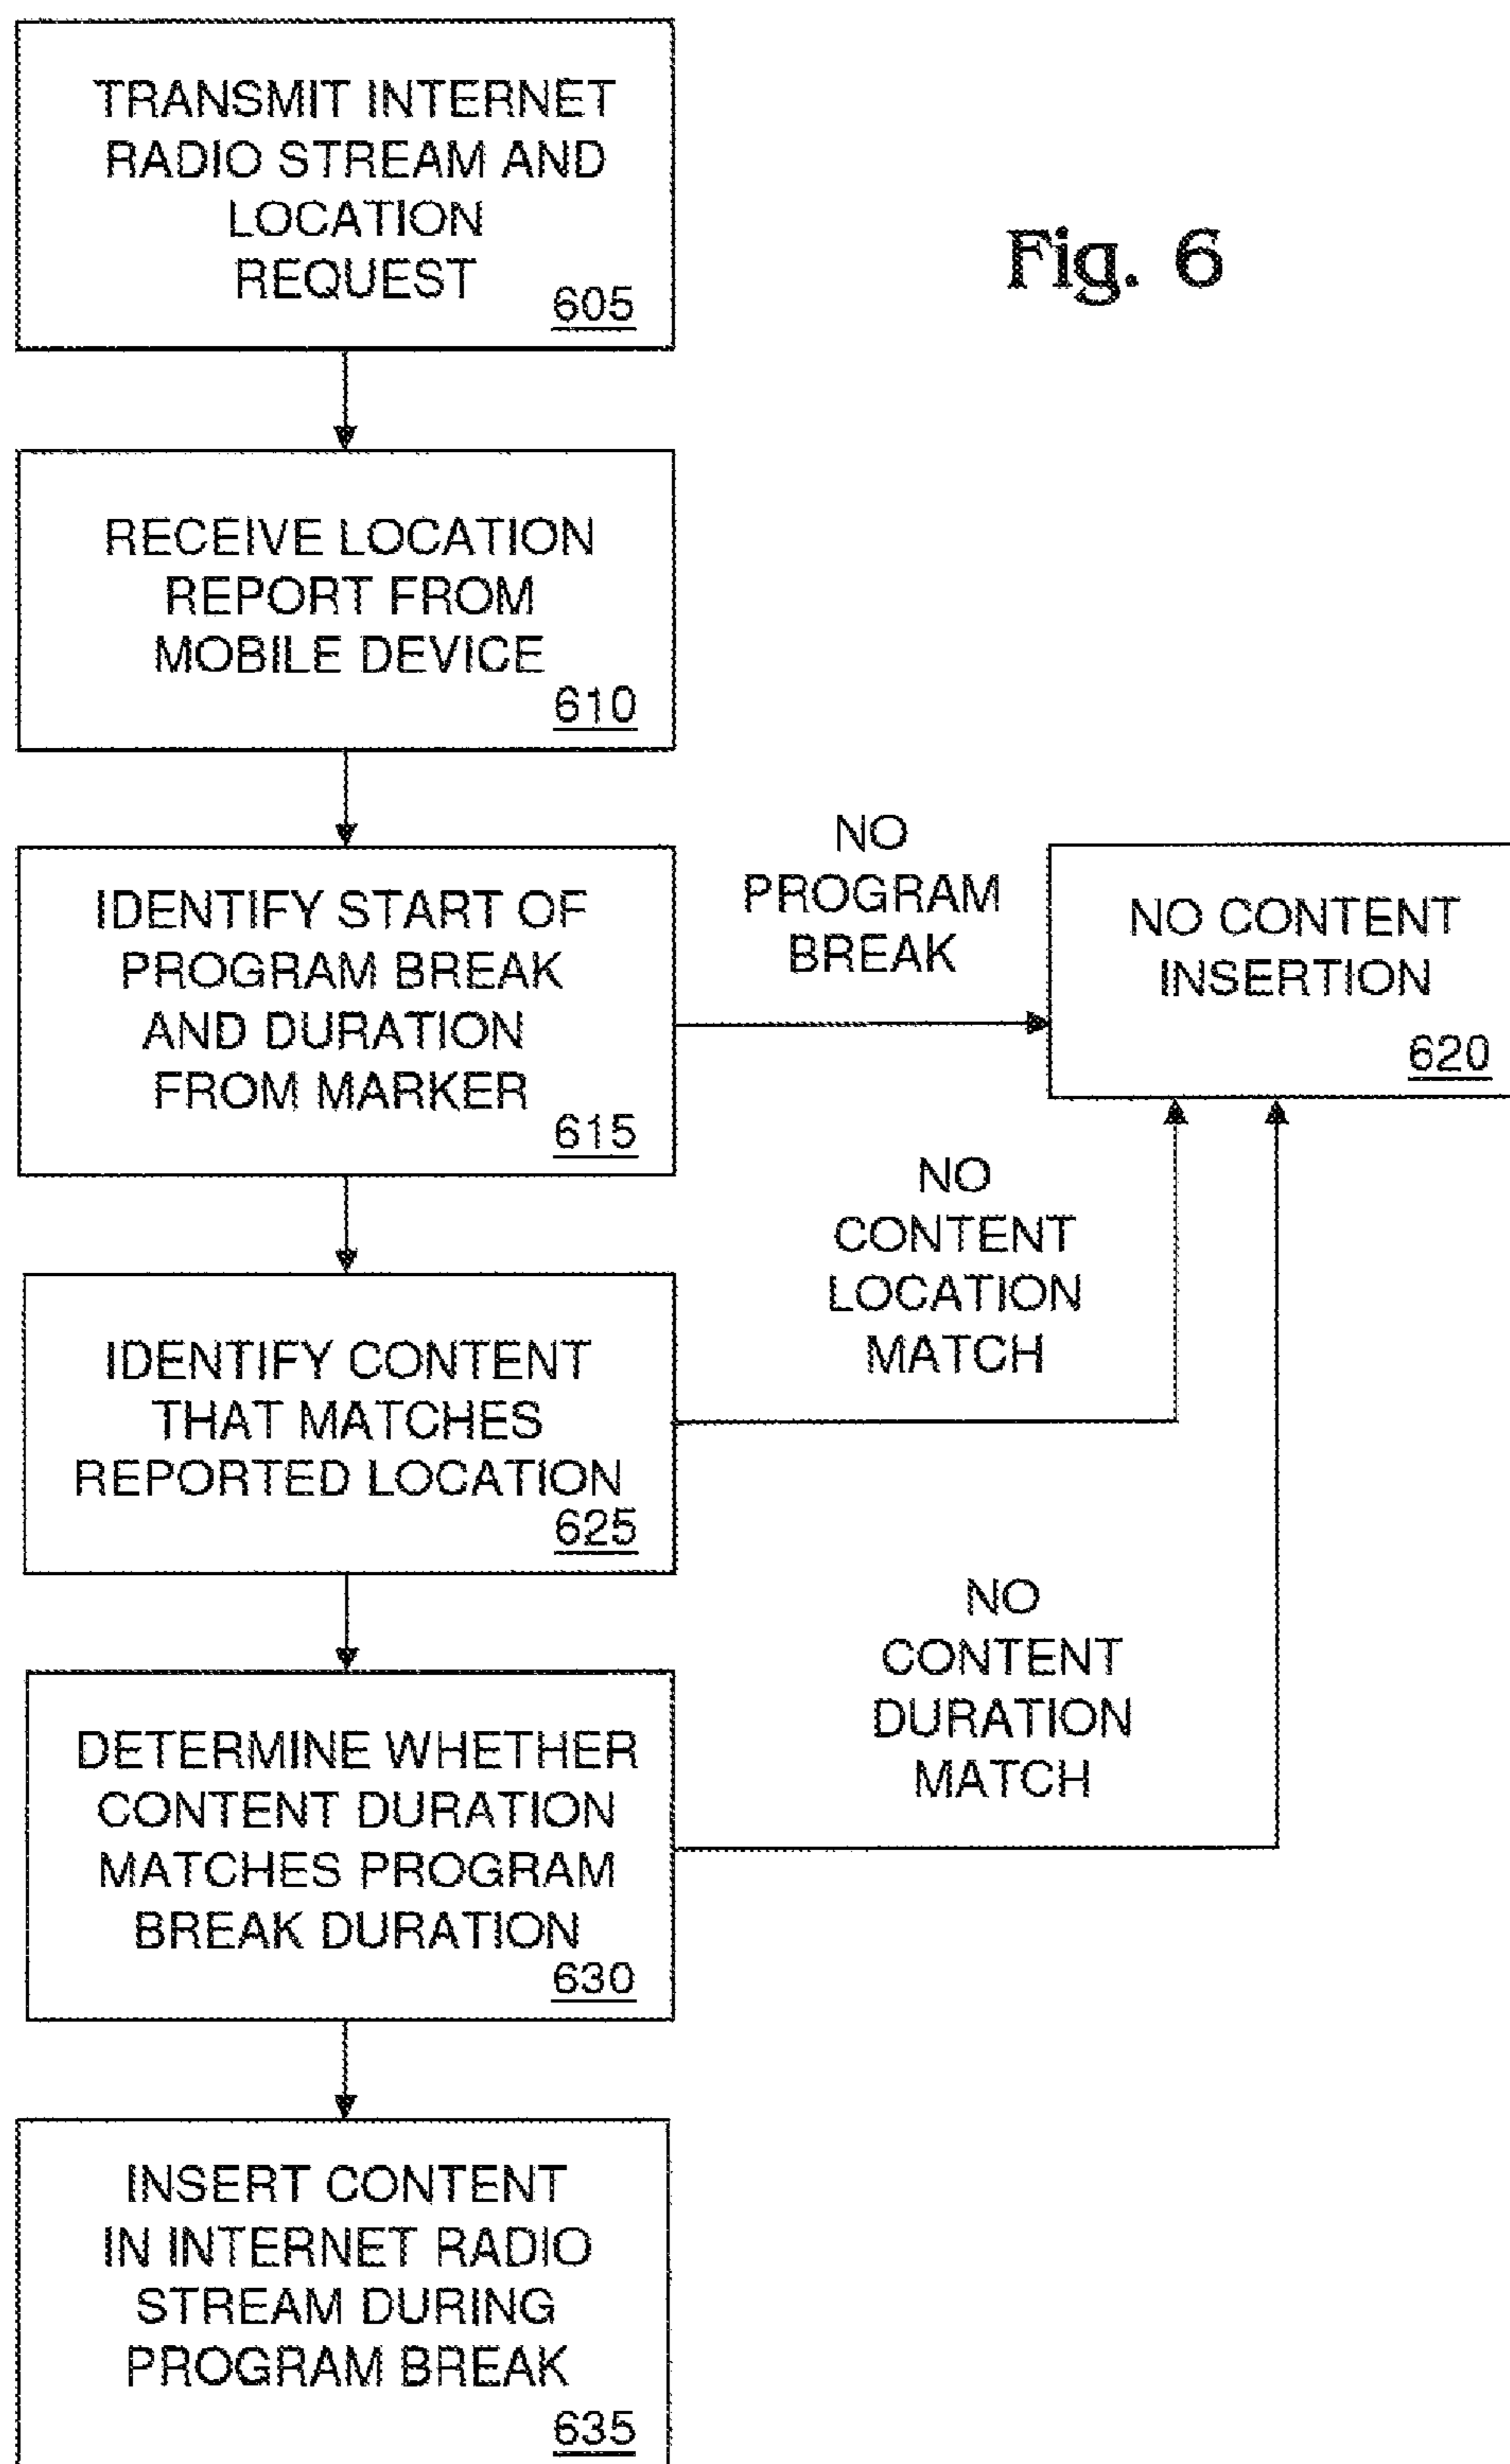 TRANSMIT INTERNET
RADIO STREAM AND
LOCATION
REQUEST
605
Fig. 6
RECEIVE LOCATION
REPORT FROM
MOBILE DEVICE
610
IDENTIFY START OF
PROGRAM BREAK
AND DURATION
FROM MARKER
615
NO
PROGRAM
BREAK
NO CONTENT
INSERTION
620
IDENTIFY CONTENT
THAT MATCHES
REPORTED LOCATION
625
NO
CONTENT
LOCATION
MATCH
DETERMINE WHETHER
CONTENT DURATION
MATCHES PROGRAM
BREAK DURATION
630
NO
CONTENT
DURATION
MATCH
INSERT CONTENT
IN INTERNET RADIO
STREAM DURING
PROGRAM BREAK
635